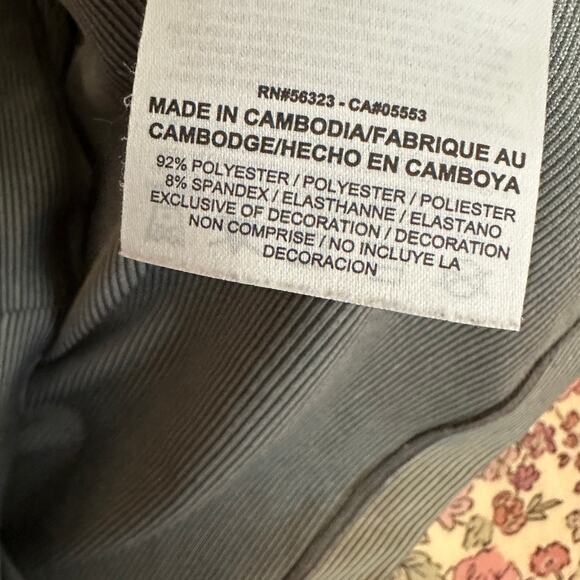 RN#56323 - CA#05553
MADE IN CAMBODIA/FABRIQUE AU
CAMBODGE/HECHO EN CAMBOYA
92% POLYESTER / POLYESTER / POLIESTER
8% SPANDEX / ELASTHANNE / ELASTANO
EXCLUSIVE OF DECORATION / DECORATION
NON COMPRISE / NO INCLUYE LA
DECORACION